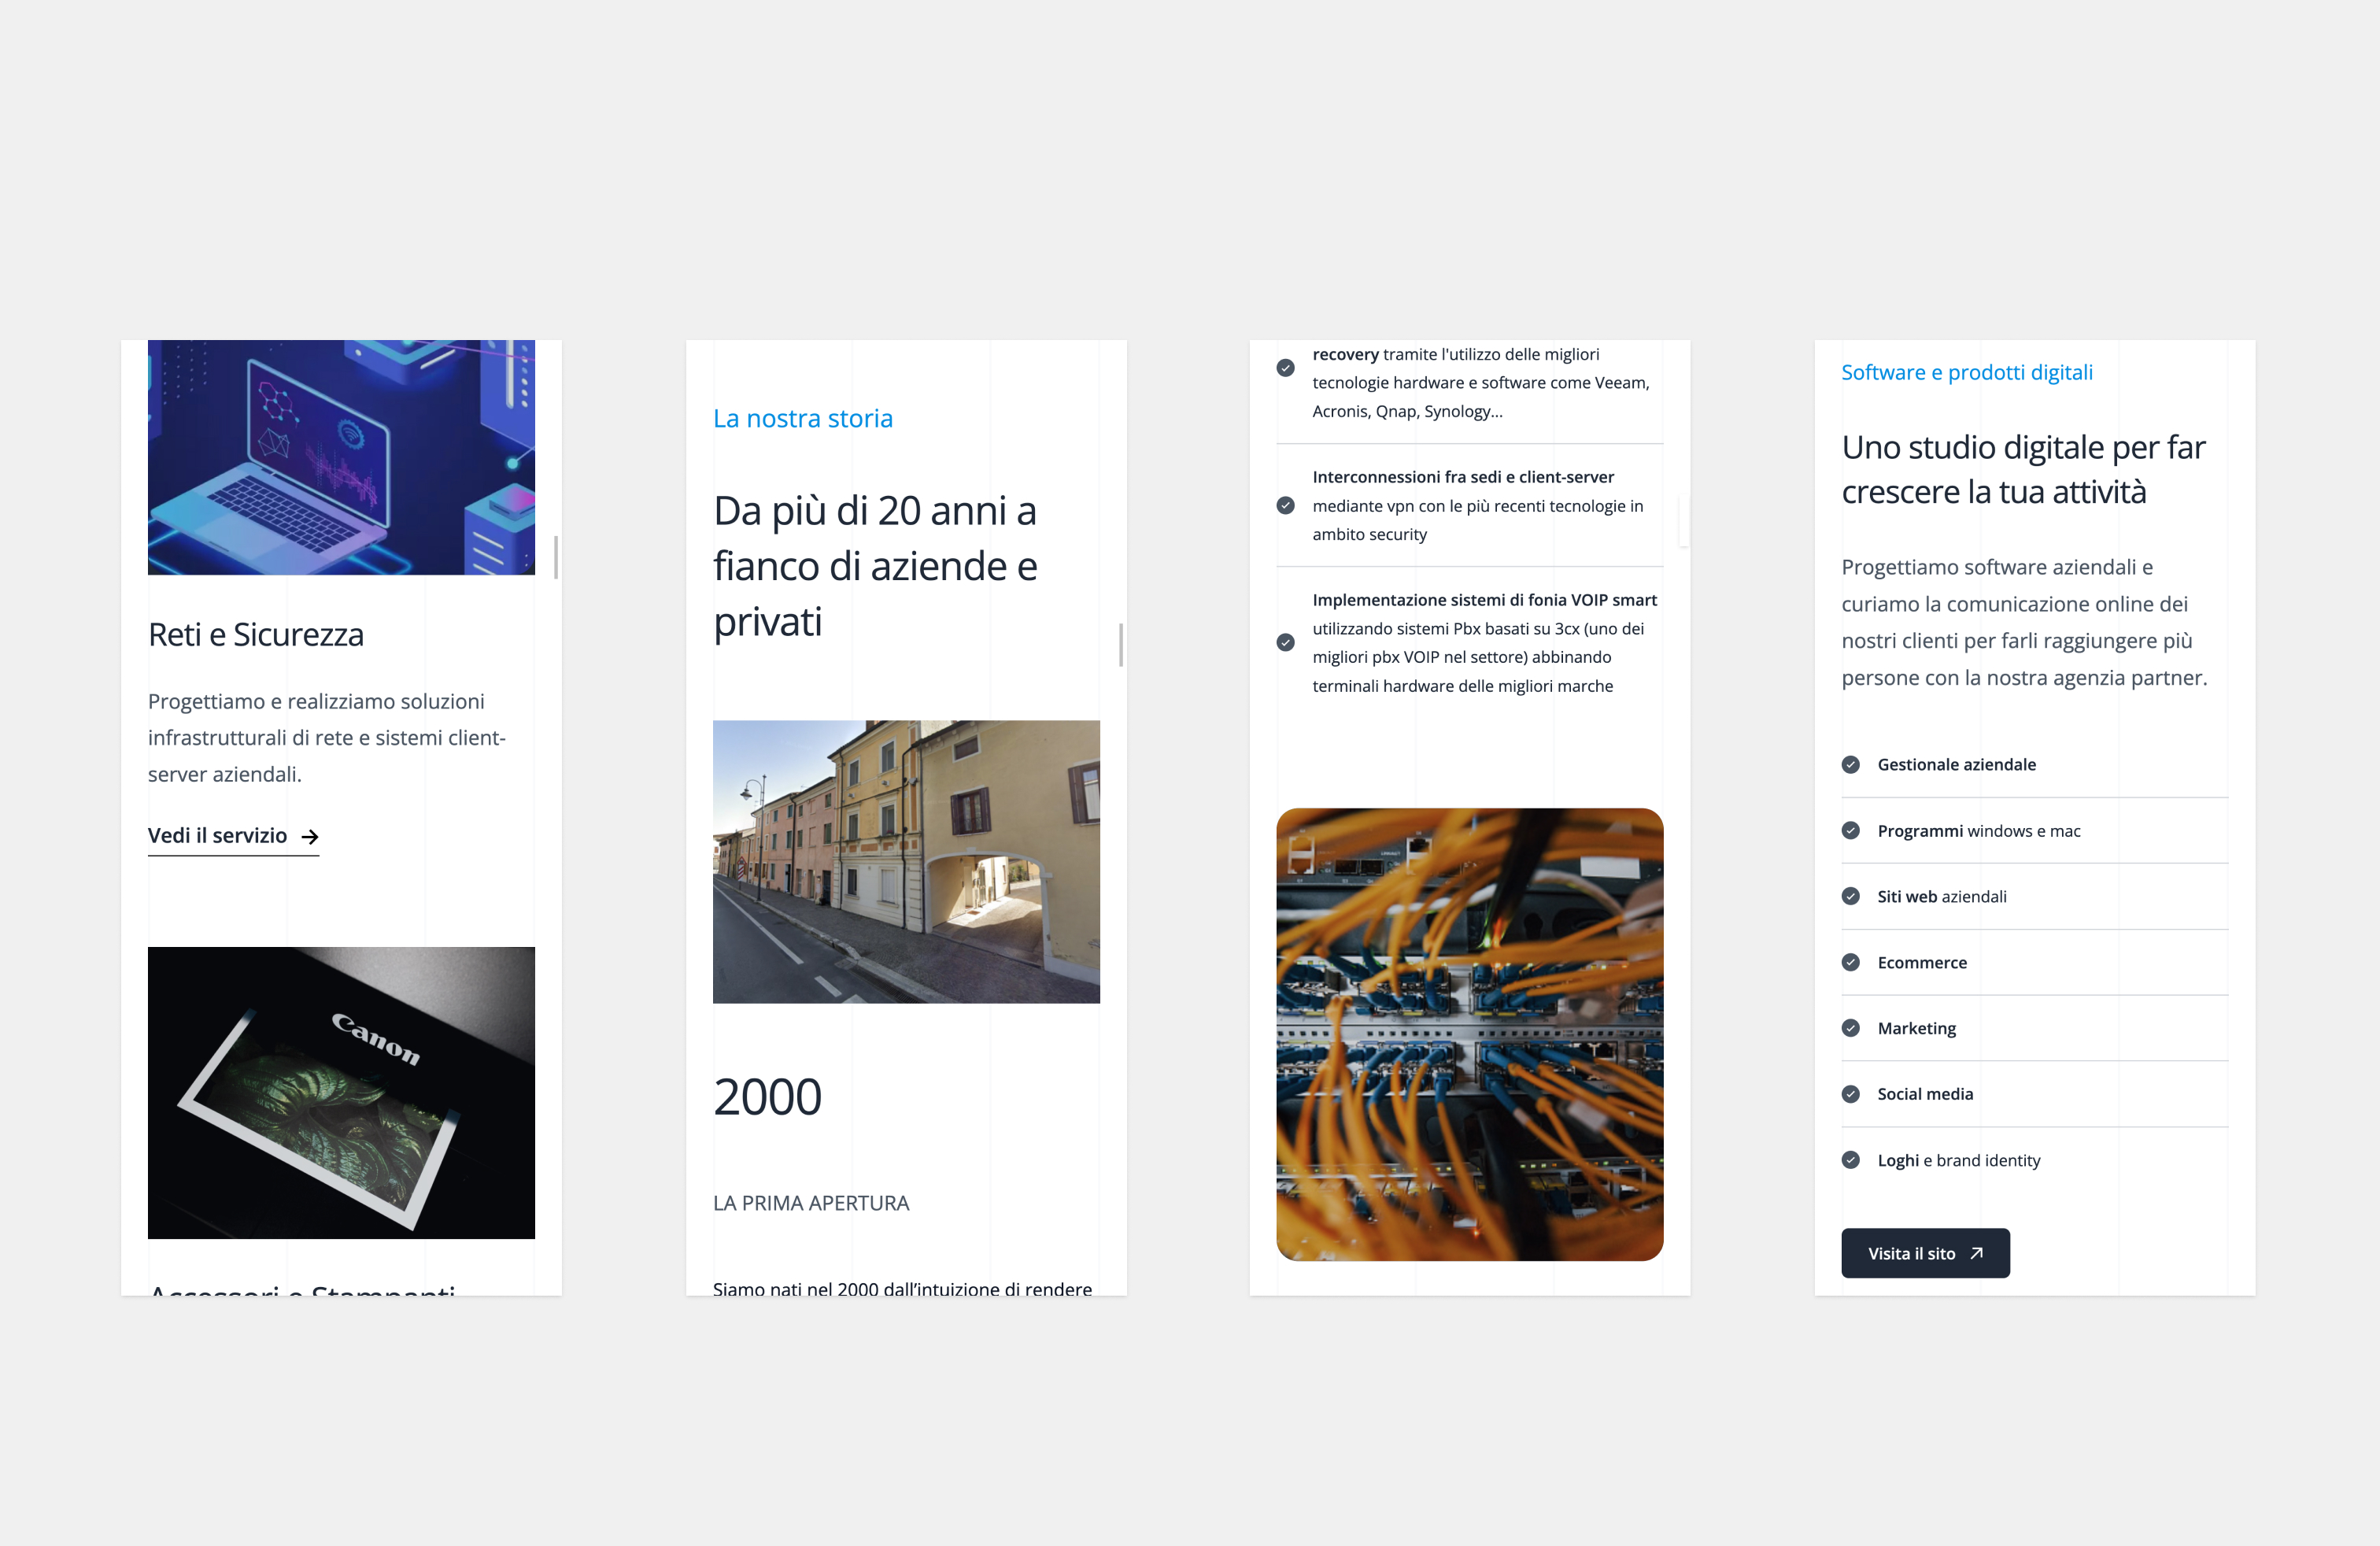 Reti e Sicurezza
Progettiamo e realizziamo soluzioni
infrastrutturali di rete e sistemi client-
server aziendali.
Vedi il servizio
Canon
Accessori e Stampanti
La nostra storia
Da più di 20 anni a
fianco di aziende e
privati
2000
LA PRIMA APERTURA
Siamo nati nel 2000 dall’intuizione di rendere
recovery tramite l'utilizzo delle migliori
tecnologie hardware e software come Veeam,
Acronis, Qnap, Synology...
Interconnessioni fra sedi e client-server
mediante vpn con le più recenti tecnologie in
ambito security
Implementazione sistemi di fonia VOIP smart
utilizzando sistemi Pbx basati su 3cx (uno dei
migliori pbx VOIP nel settore) abbinando
terminali hardware delle migliori marche
Software e prodotti digitali
Uno studio digitale per far
crescere la tua attività
Progettiamo software aziendali e
curiamo la comunicazione online dei
nostri clienti per farli raggiungere più
persone con la nostra agenzia partner.
Gestionale aziendale
Programmi windows e mac
Siti web aziendali
Ecommerce
Marketing
Social media
Loghi e brand identity
Visita il sito